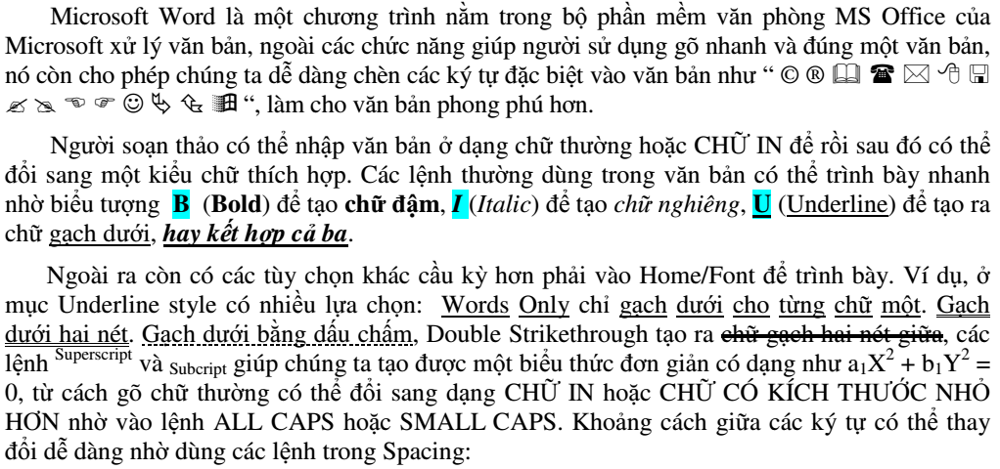 Microsoft Word là một chương trình nằm trong bộ phần mềm văn phòng MS Office của
Microsoft xử lý văn bản, ngoài các chức năng giúp người sử dụng gõ nhanh và đúng một văn bản,
nó còn cho phép chúng ta dễ dàng chèn các ký tự đặc biệt vào văn bản như “ © ® 🕮 ☎ ✉ 🖰 🖫
✍ 🖎 🖘 ☞ ☺ ⮷ ⮴ ⊞ “, làm cho văn bản phong phú hơn.
Người soạn thảo có thể nhập văn bản ở dạng chữ thường hoặc CHỮ IN để rồi sau đó có thể
đổi sang một kiểu chữ thích hợp. Các lệnh thường dùng trong văn bản có thể trình bày nhanh
nhờ biểu tượng B (Bold) để tạo chữ đậm, I (Italic) để tạo chữ nghiêng, U (Underline) để tạo ra
chữ gạch dưới, hay kết hợp cả ba.
Ngoài ra còn có các tùy chọn khác cầu kỳ hơn phải vào Home/Font để trình bày. Ví dụ, ở
mục Underline style có nhiều lựa chọn: Words Only chỉ gạch dưới cho từng chữ một. Gạch
dưới hai nét. Gạch dưới bằng dấu chấm, Double Strikethrough tạo ra chữ gạch hai nét giữa, các
lệnh Superscript và Subcript giúp chúng ta tạo được một biểu thức đơn giản có dạng như a₁X² + b₁Y² =
0, từ cách gõ chữ thường có thể đổi sang dạng CHỮ IN hoặc CHỮ CÓ KÍCH THƯỚC NHỎ
HƠN nhờ vào lệnh ALL CAPS hoặc SMALL CAPS. Khoảng cách giữa các ký tự có thể thay
đổi dễ dàng nhờ dùng các lệnh trong Spacing: